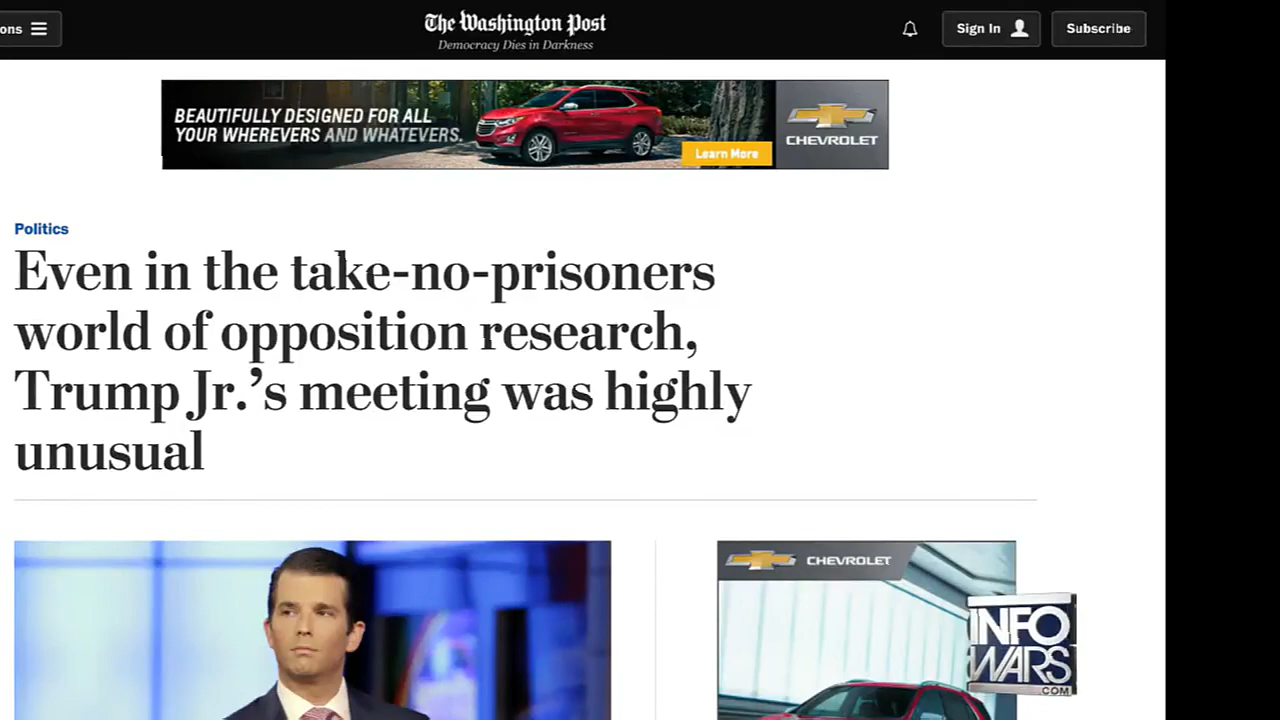 ons
The Washington Post
Democracy Dies in Darkness
Sign In
Subscribe
BEAUTIFULLY DESIGNED FOR ALL
YOUR WHEREVERS AND WHATEVERS.
Learn More
CHEVROLET
Politics
Even in the take-no-prisoners
world of opposition research,
Trump Jr.’s meeting was highly
unusual
CHEVROLET
INFO
WARS
.COM